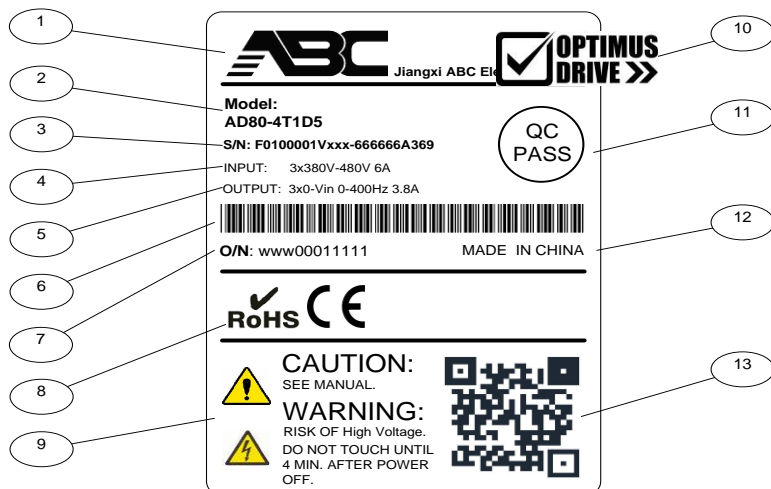 1
ABC
Jiangxi ABC
OPTIMUS
DRIVE
10
2
Model:
AD80-4T1D5
3
S/N: F0100001Vxxx-666666A369
QC
PASS
11
4
INPUT: 3x380V-480V 6A
5
OUTPUT: 3x0-Vin 0-400Hz 3.8A
6
7
O/N: www00011111
MADE IN CHINA
12
8
RoHS CE
9
CAUTION:
SEE MANUAL.
WARNING:
RISK OF High Voltage.
DO NOT TOUCH UNTIL
4 MIN. AFTER POWER
OFF.
13